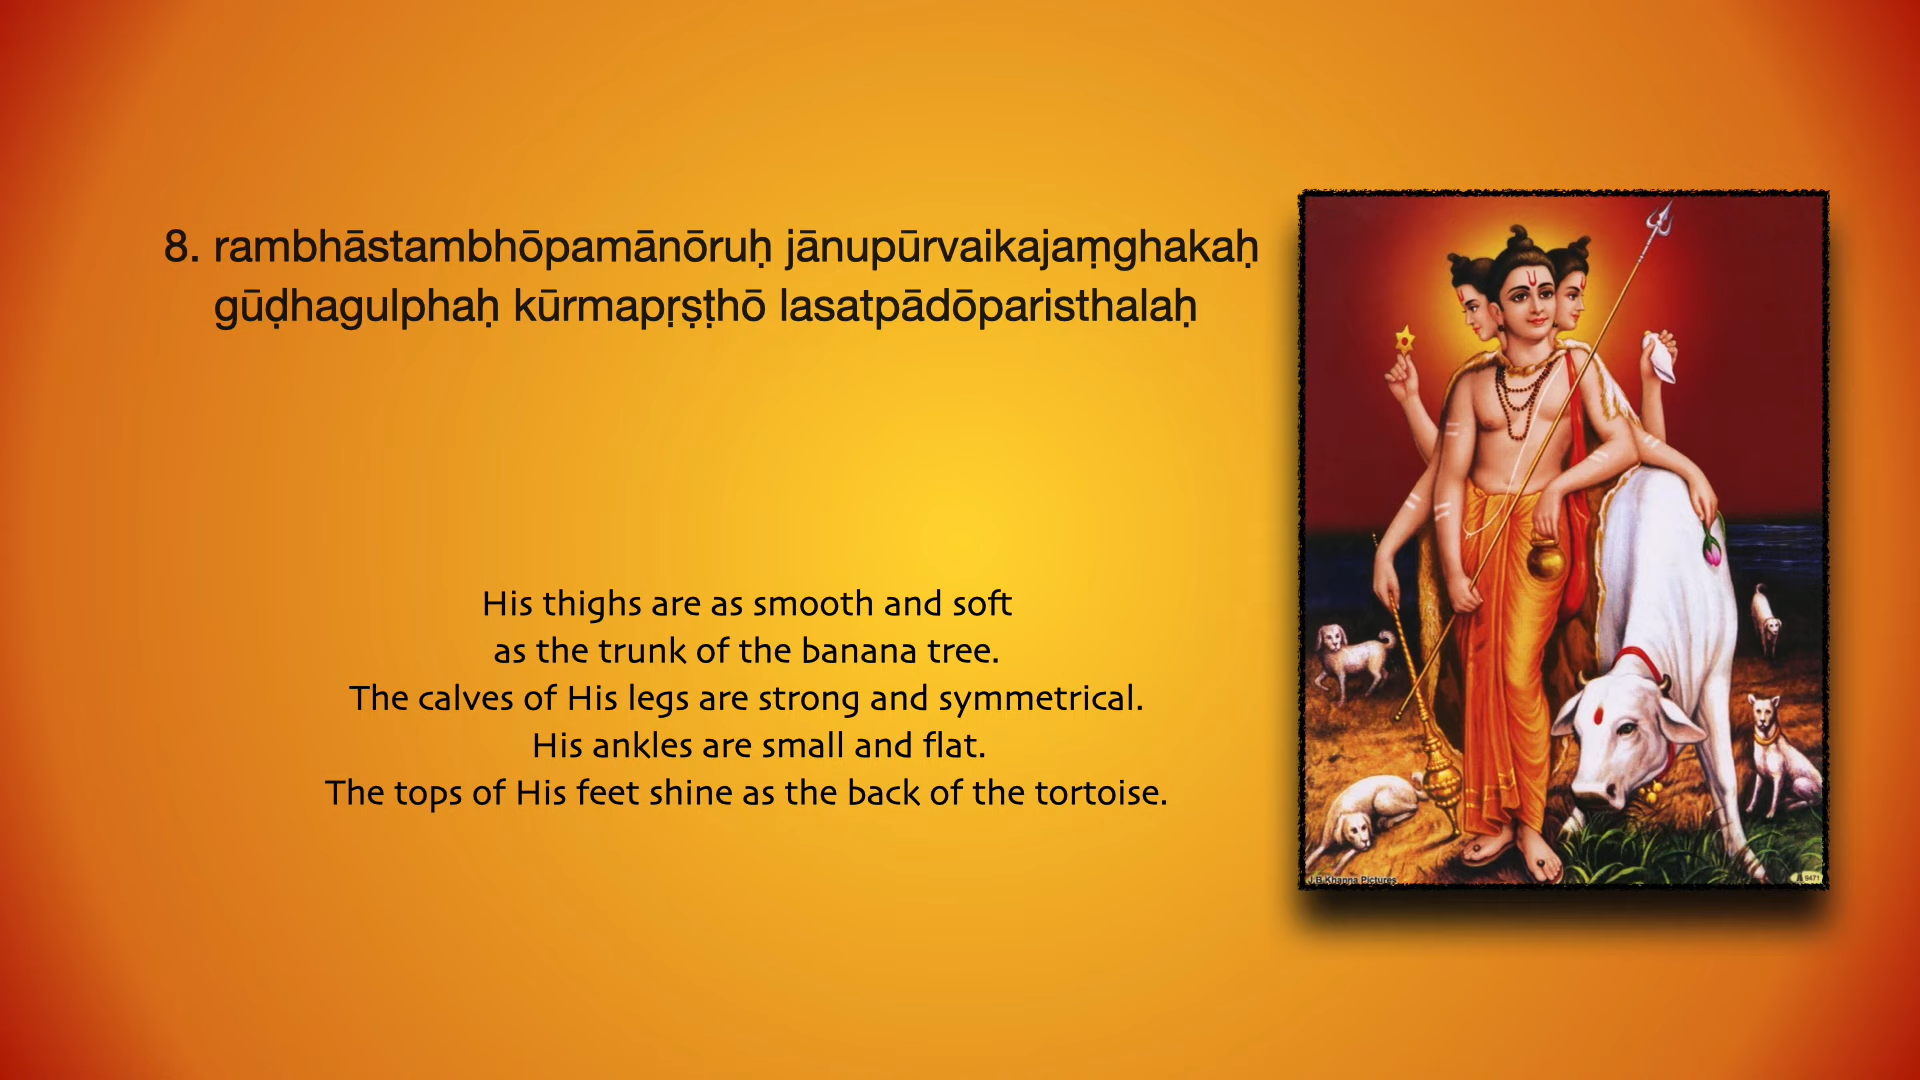 8. rambhāstambhōpamānōruḥ jānupūrvaikajaṃghakaḥ
gūḍhagulphaḥ kūrmapṛṣṭhō lasatpādōparisthalaḥ
His thighs are as smooth and soft
as the trunk of the banana tree.
The calves of His legs are strong and symmetrical.
His ankles are small and flat.
The tops of His feet shine as the back of the tortoise.
J.B.Khanna Pictures
9471